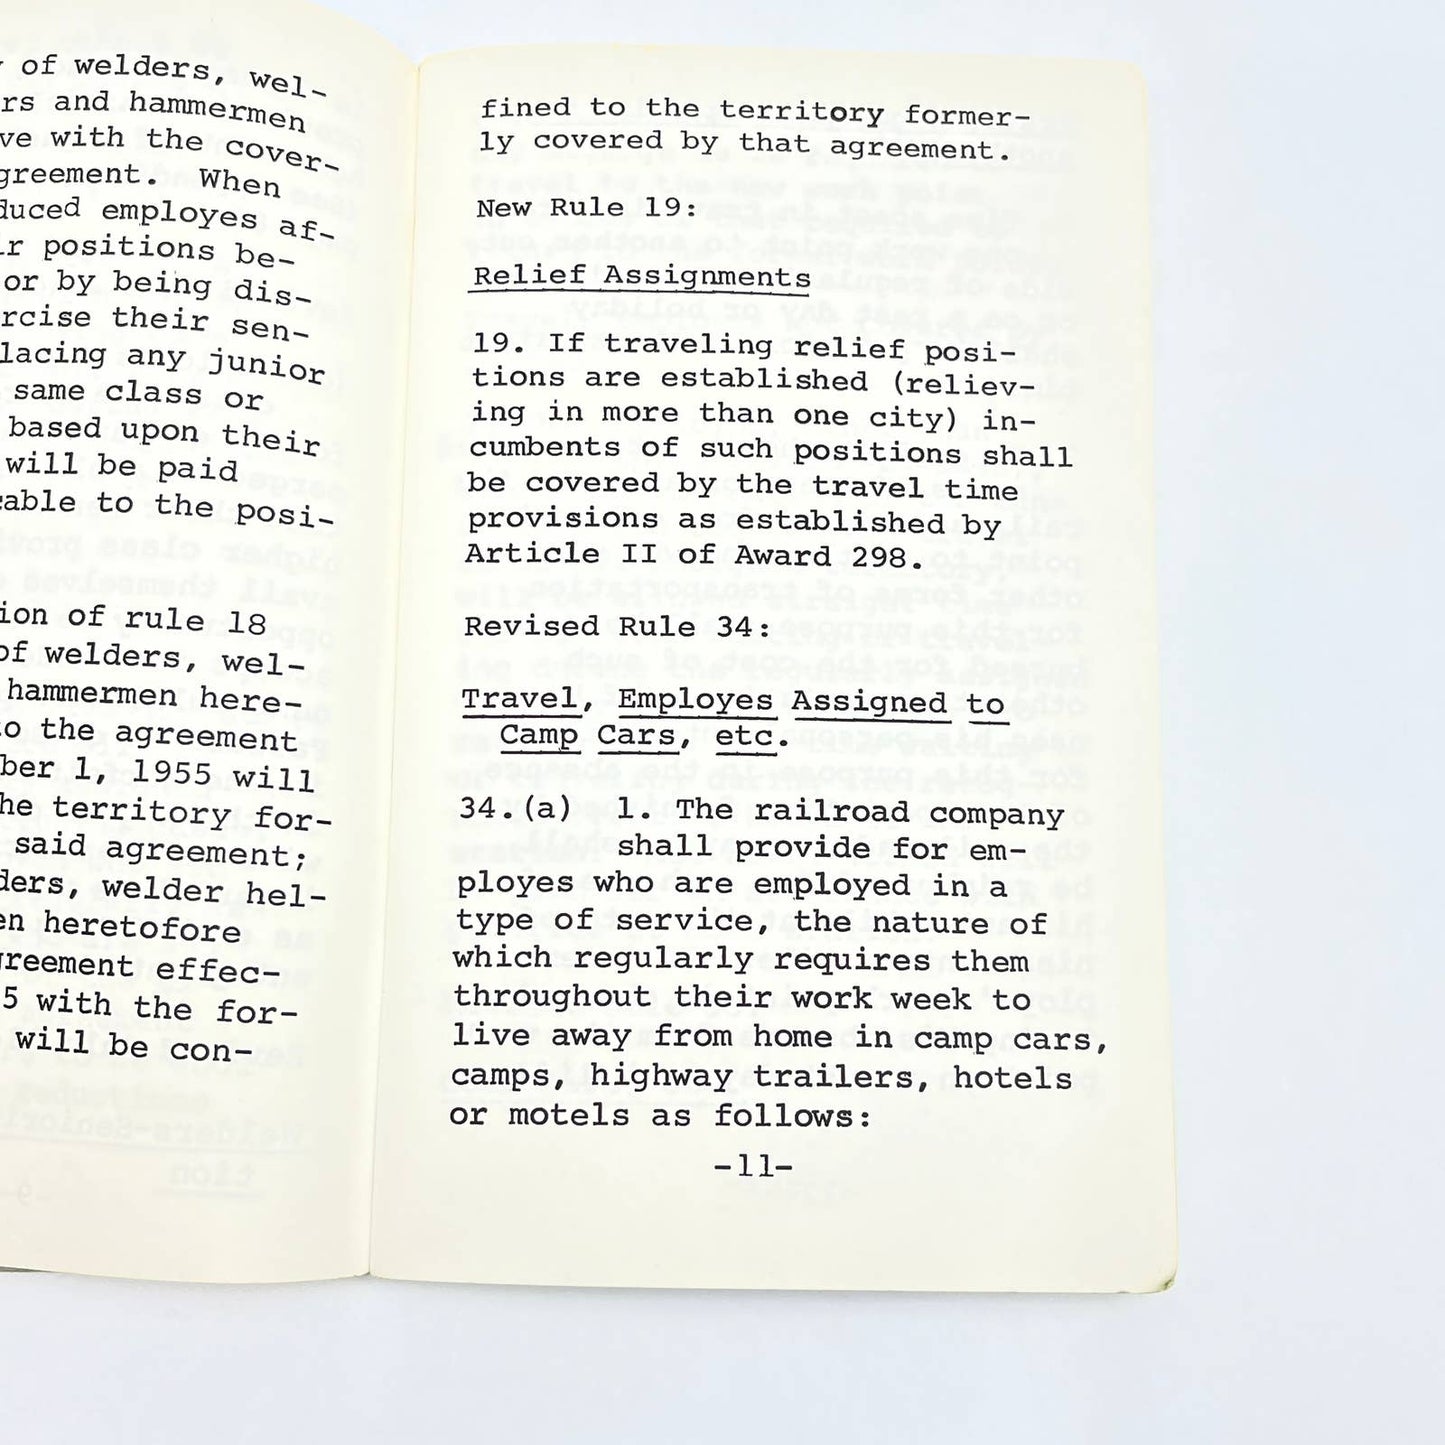 of welders, wel-
rs and hammermen
ve with the cover-
greement. When
duced employes af-
ir positions be-
or by being dis-
rcise their sen-
lacing any junior
same class or
based upon their
will be paid
cable to the posi-
ion of rule 18
of welders, wel-
hammermen here-
to the agreement
ber 1, 1955 will
he territory for-
said agreement;
ders, welder hel-
en heretofore
greement effec-
5 with the for-
will be con-
fined to the territory former-
ly covered by that agreement.
New Rule 19:
Relief Assignments
19. If traveling relief posi-
tions are established (reliev-
ing in more than one city) in-
cumbents of such positions shall
be covered by the travel time
provisions as established by
Article II of Award 298.
Revised Rule 34:
Travel, Employes Assigned to
Camp Cars, etc.
34.(a) 1. The railroad company
shall provide for em-
ployes who are employed in a
type of service, the nature of
which regularly requires them
throughout their work week to
live away from home in camp cars,
camps, highway trailers, hotels
or motels as follows:
-11-